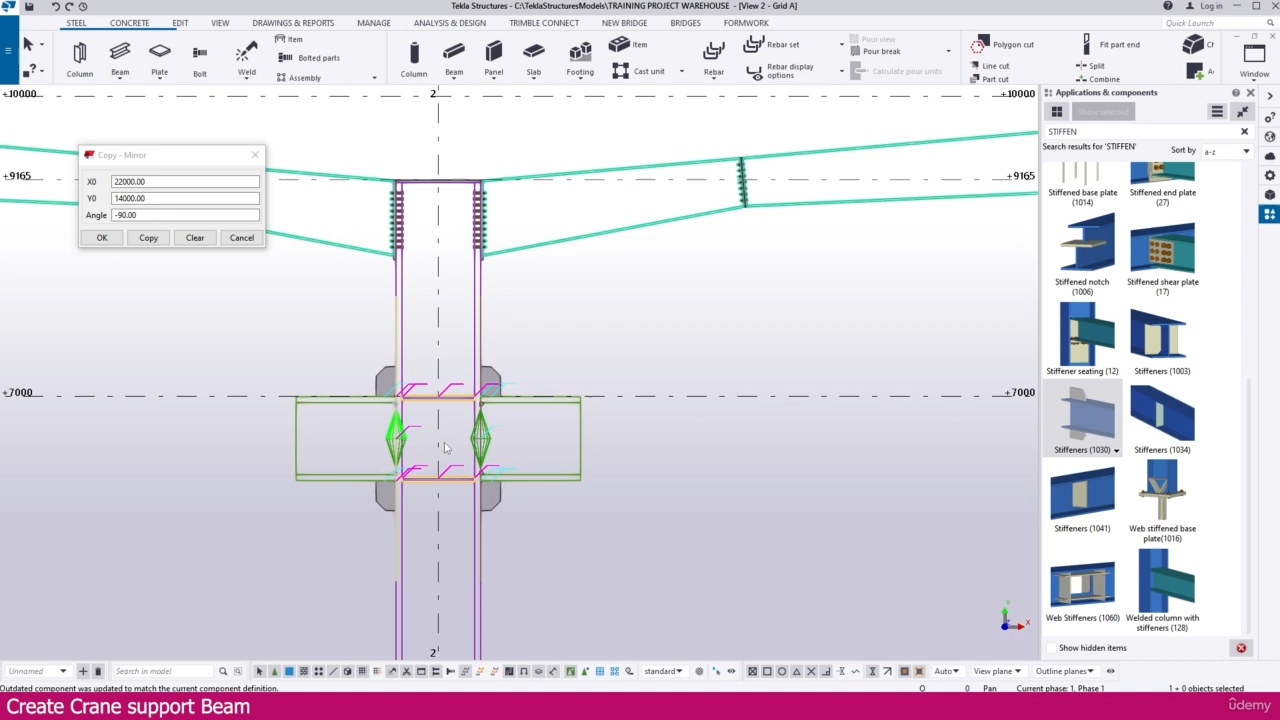 Tekla Structures - C:\TeklaStructuresModels\TRAINING PROJECT WAREHOUSE - [View 2 - Grid A]
Log in
STEEL CONCRETE EDIT VIEW DRAWINGS & REPORTS MANAGE ANALYSIS & DESIGN TRIMBLE CONNECT NEW BRIDGE BRIDGES FORMWORK
Quick Launch
Item
Bolted parts
Assembly
Column Beam Plate Bolt Weld
Item
Cast unit
Column Beam Panel Slab Footing Rebar
Rebar set
Rebar display options
Pour view
Pour break
Calculate pour units
Polygon cut
Line cut
Part cut
Fit part end
Split
Combine
Window
+10000
2
+10000
Copy - Mirror
X0 22000.00
Y0 14000.00
Angle -90.00
OK Copy Clear Cancel
+9165
+9165
+7000
+7000
2
Applications & components
Show selected
STIFFEN
Search results for 'STIFFEN'
Sort by a-z
Stiffened base plate (1014)
Stiffened end plate (27)
Stiffened notch (1006)
Stiffened shear plate (17)
Stiffener seating (12)
Stiffeners (1003)
Stiffeners (1030)
Stiffeners (1034)
Stiffeners (1041)
Web stiffened base plate(1016)
Web Stiffeners (1060)
Welded column with stiffeners (128)
Show hidden items
Unnamed
Search in model
standard
Auto
View plane
Outline planes
Outdated component was updated to match the current component definition.
O 0 Pan Current phase: 1, Phase 1 1 + 0 objects selected
Create Crane support Beam
ûdemy